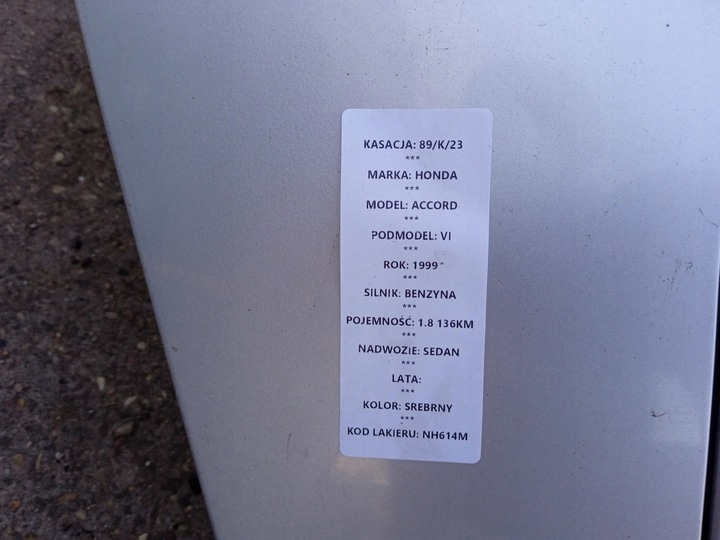 KASACJA: 89/K/23
***
MARKA: HONDA
***
MODEL: ACCORD
***
PODMODEL: VI
***
ROK: 1999
***
SILNIK: BENZYNA
***
POJEMNOŚĆ: 1.8 136KM
***
NADWOZIE: SEDAN
***
LATA:
***
KOLOR: SREBRNY
***
KOD LAKIERU: NH614M